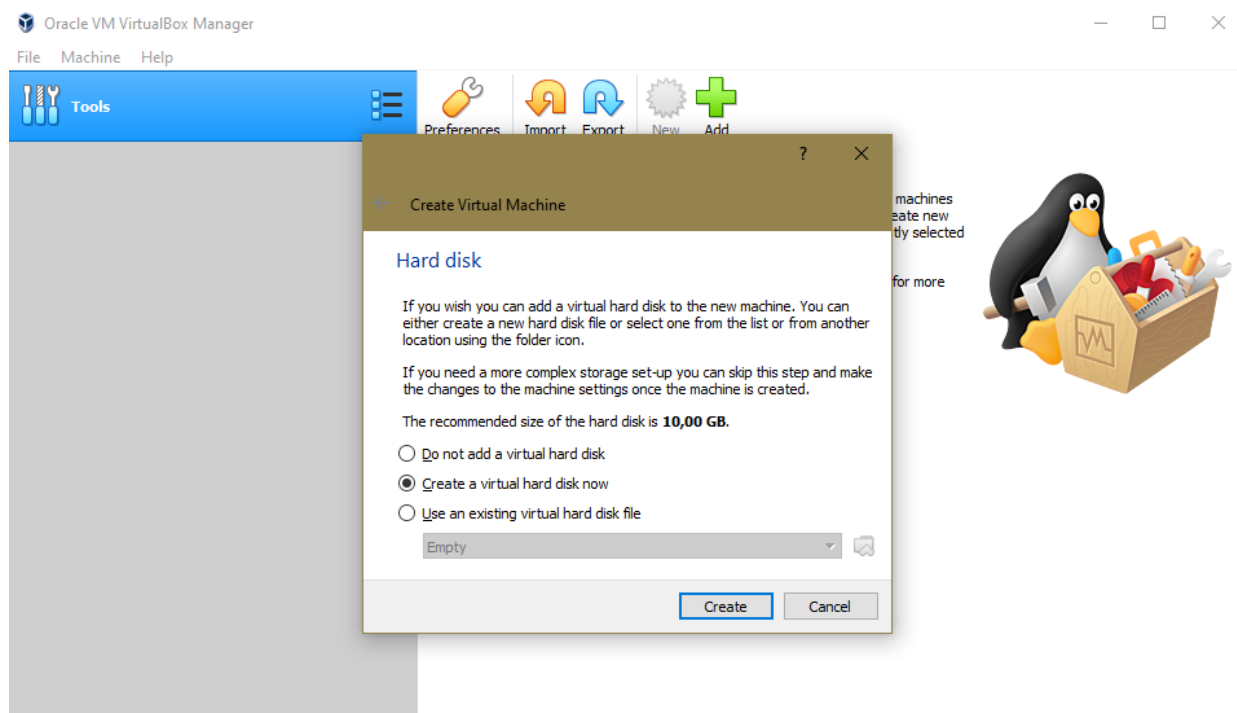 Oracle VM VirtualBox Manager
File Machine Help
Tools
Preferences Import Export New Add
?
Create Virtual Machine
machines
eate new
tly selected
for more
Hard disk
If you wish you can add a virtual hard disk to the new machine. You can
either create a new hard disk file or select one from the list or from another
location using the folder icon.
If you need a more complex storage set-up you can skip this step and make
the changes to the machine settings once the machine is created.
The recommended size of the hard disk is 10,00 GB.
Do not add a virtual hard disk
Create a virtual hard disk now
Use an existing virtual hard disk file
Empty
Create Cancel